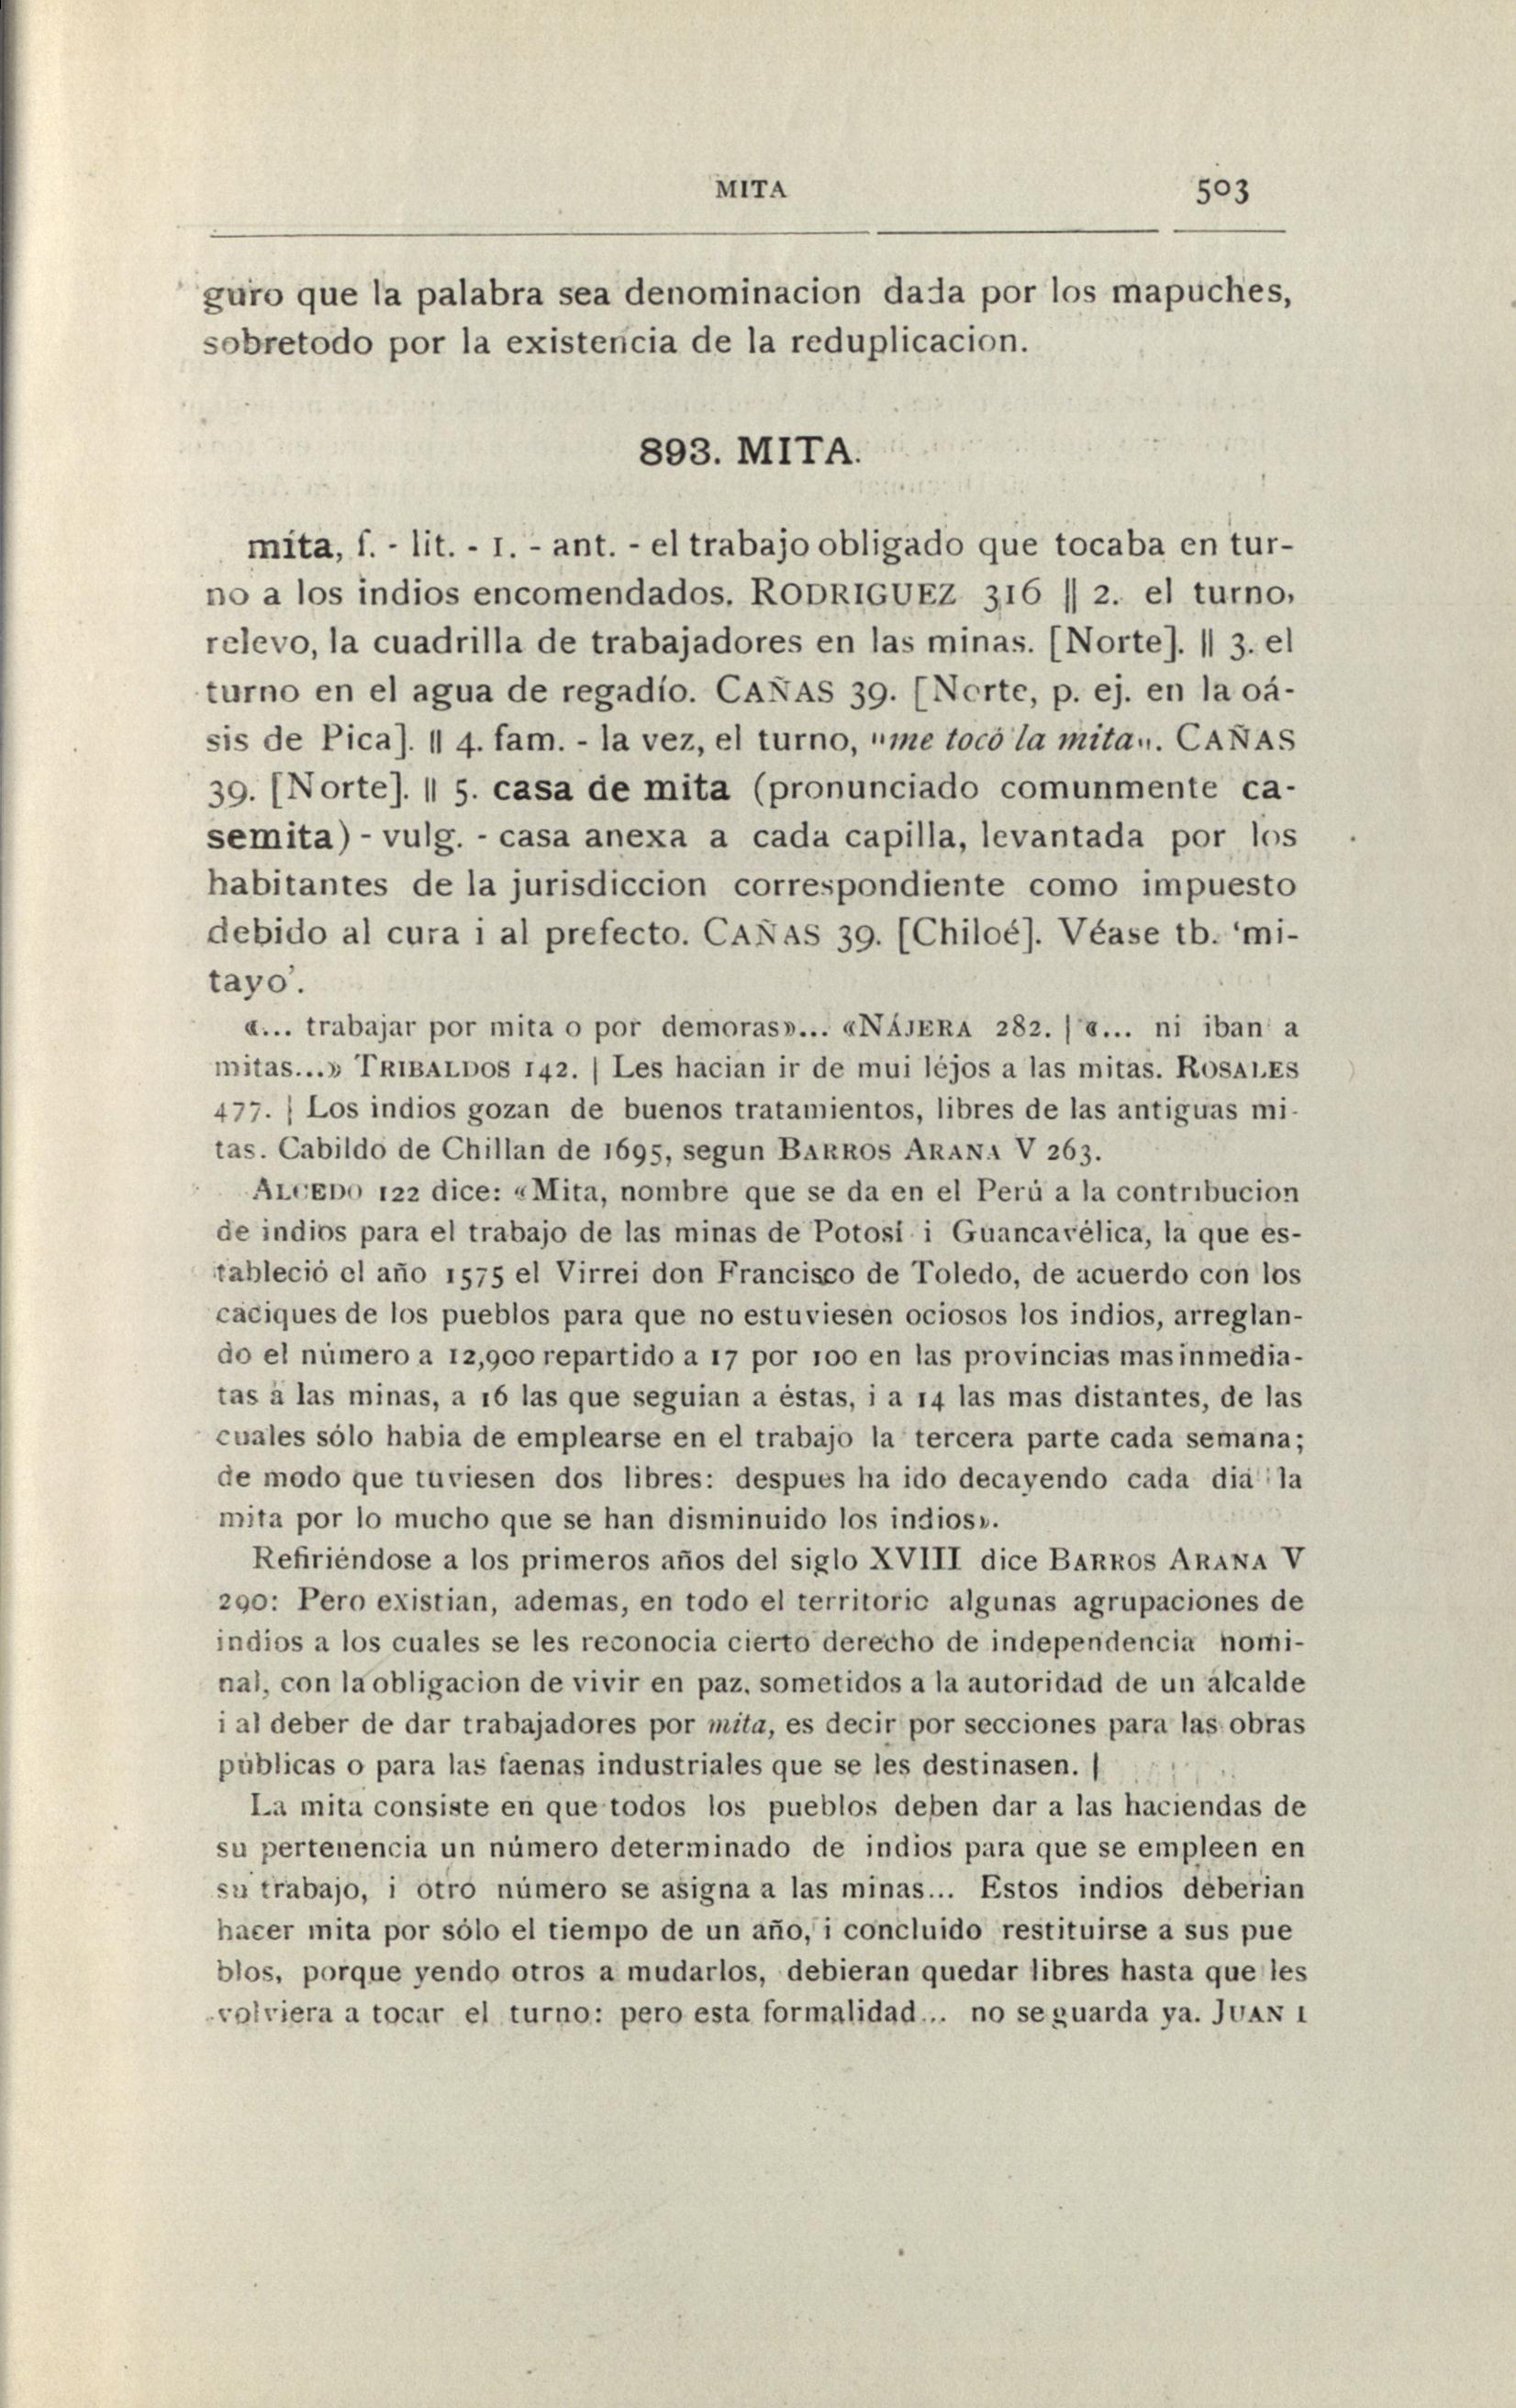 MITA 503
guro que la palabra sea denominacion dada por los mapuches,
sobretodo por la existencia de la reduplicacion.
893. MITA.
mita, f. - lit. - 1. - ant. - el trabajo obligado que tocaba en tur-
no a los indios encomendados. RODRIGUEZ 316 || 2. el turno,
relevo, la cuadrilla de trabajadores en las minas. [Norte]. || 3. el
turno en el agua de regadío. CAÑAS 39. [Norte, p. ej. en la oá-
sis de Pica]. || 4. fam. - la vez, el turno, "me tocó la mita". CAÑAS
39. [Norte]. || 5. casa de mita (pronunciado comunmente ca-
semita) - vulg. - casa anexa a cada capilla, levantada por los
habitantes de la jurisdiccion correspondiente como impuesto
debido al cura i al prefecto. CAÑAS 39. [Chiloé]. Véase tb. ‘mi-
tayo’.
«... trabajar por mita o por demoras»... «NÁJERA 282. | «... ni iban a
mitas...» TRIBALDOS 142. | Les hacian ir de mui léjos a las mitas. ROSALES
477. | Los indios gozan de buenos tratamientos, libres de las antiguas mi-
tas. Cabildo de Chillan de 1695, segun BARROS ARANA V 263.
ALCEDO 122 dice: «Mita, nombre que se da en el Perú a la contribucion
de indios para el trabajo de las minas de Potosí i Guancavélica, la que es-
tableció el año 1575 el Virrei don Francisco de Toledo, de acuerdo con los
caciques de los pueblos para que no estuviesen ociosos los indios, arreglan-
do el número a 12,900 repartido a 17 por 100 en las provincias mas inmedia-
tas a las minas, a 16 las que seguian a éstas, i a 14 las mas distantes, de las
cuales sólo habia de emplearse en el trabajo la tercera parte cada semana;
de modo que tuviesen dos libres: despues ha ido decayendo cada dia la
mita por lo mucho que se han disminuido los indios».
Refiriéndose a los primeros años del siglo XVIII dice BARROS ARANA V
290: Pero existian, ademas, en todo el territorio algunas agrupaciones de
indios a los cuales se les reconocia cierto derecho de independencia nomi-
nal, con la obligacion de vivir en paz, sometidos a la autoridad de un alcalde
i al deber de dar trabajadores por mita, es decir por secciones para las obras
públicas o para las faenas industriales que se les destinasen. |
La mita consiste en que todos los pueblos deben dar a las haciendas de
su pertenencia un número determinado de indios para que se empleen en
su trabajo, i otro número se asigna a las minas... Estos indios deberian
hacer mita por sólo el tiempo de un año, i concluido restituirse a sus pue
blos, porque yendo otros a mudarlos, debieran quedar libres hasta que les
volviera a tocar el turno: pero esta formalidad... no se guarda ya. JUAN I